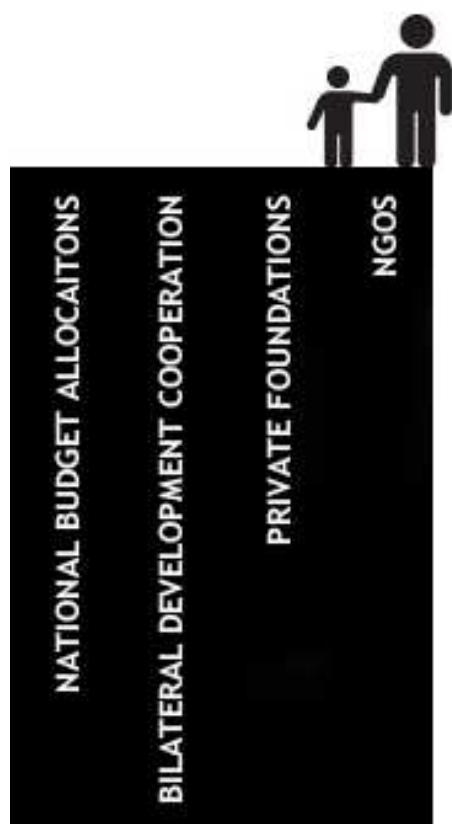 NATIONAL BUDGET ALLOCAITONS
BILATERAL DEVELOPMENT COOPERATION
PRIVATE FOUNDATIONS
NGOS